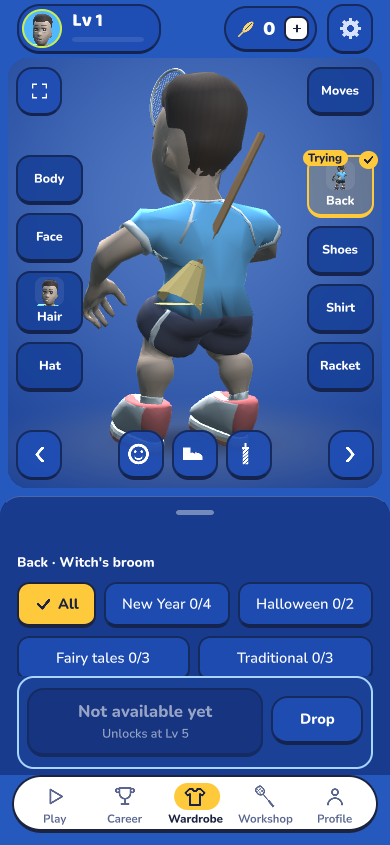 Lv 1
0
+
Moves
Body
Trying
Back
Face
Shoes
Hair
Shirt
Hat
Racket
Back · Witch's broom
All
New Year 0/4
Halloween 0/2
Fairy tales 0/3
Traditional 0/3
Not available yet
Unlocks at Lv 5
Drop
Play
Career
Wardrobe
Workshop
Profile